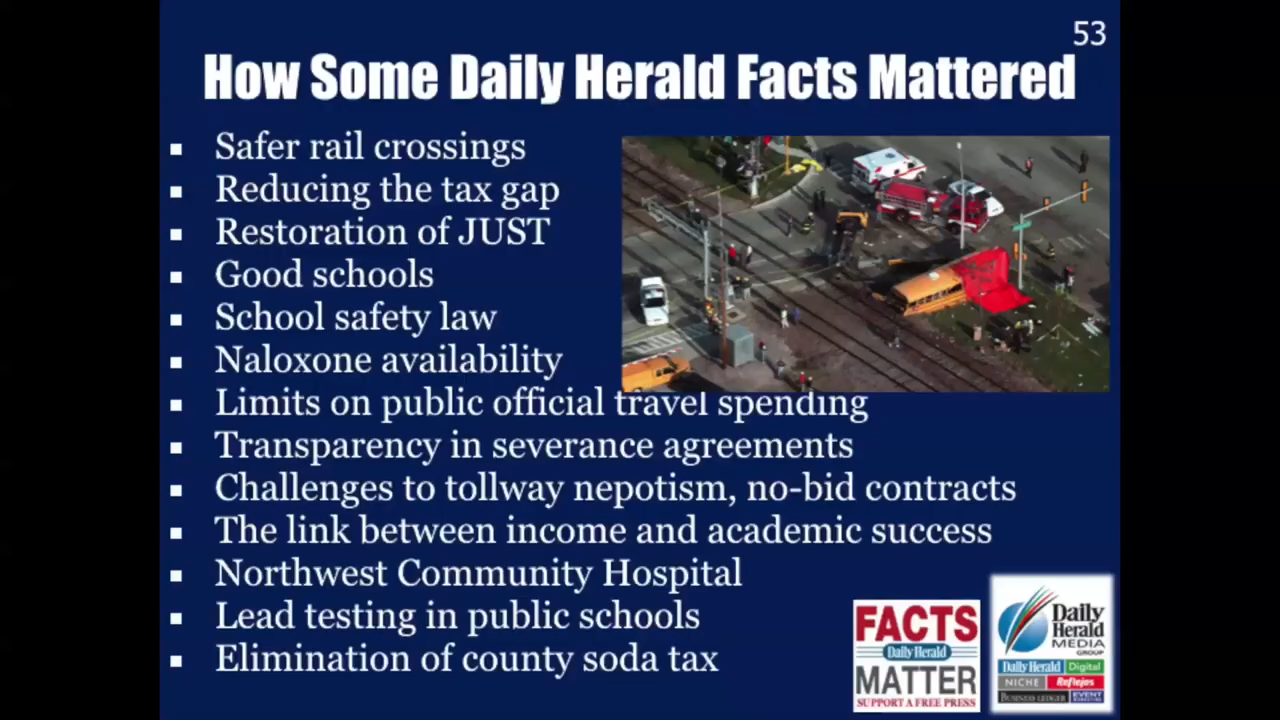 53
How Some Daily Herald Facts Mattered
Safer rail crossings
Reducing the tax gap
Restoration of JUST
Good schools
School safety law
Naloxone availability
Limits on public official travel spending
Transparency in severance agreements
Challenges to tollway nepotism, no-bid contracts
The link between income and academic success
Northwest Community Hospital
Lead testing in public schools
Elimination of county soda tax
FACTS
Daily Herald
MATTER
SUPPORT A FREE PRESS
Daily
Herald
MEDIA
GROUP
Daily Herald Digital
NICHE Reflejos
BUSINESS LEDGER EVENT